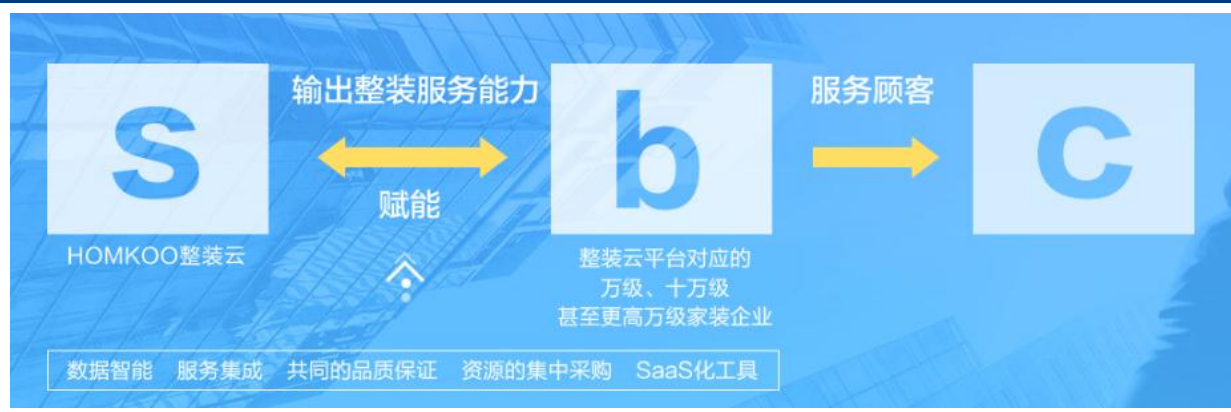 S
输出整装服务能力
赋能
b
服务顾客
C
HOMKOO整装云
整装云平台对应的
万级、十万级
甚至更高万级家装企业
数据智能 服务集成 共同的品质保证 资源的集中采购 SaaS化工具